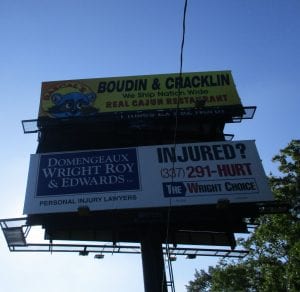 BOUDIN & CRACKLIN
We Ship Nation Wide
REAL CAJUN RESTAURANT
DOMENGEAUX
WRIGHT ROY
& EDWARDS
PERSONAL INJURY LAWYERS
INJURED?
(337) 291-HURT
THE WRIGHT CHOICE